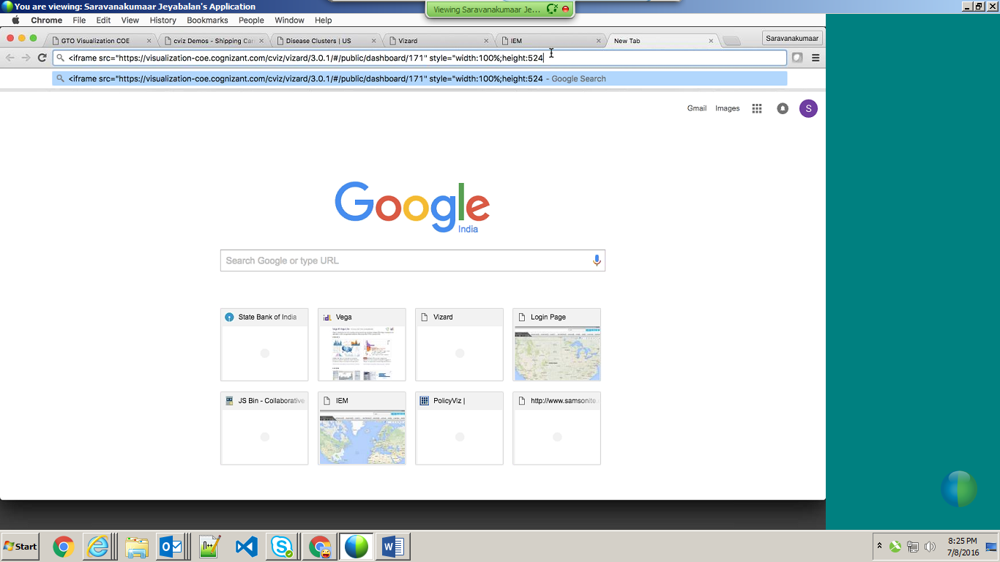 You are viewing: Saravanakumaar Jeyabalan's Application
Viewing Saravanakumaar Je...
Chrome File Edit View History Bookmarks People Window Help
GTO Visualization COE
cviz Demos - Shipping Car
Disease Clusters | US
Vizard
IEM
New Tab
Saravanakumaar
<iframe src="https://visualization-coe.cognizant.com/cviz/vizard/3.0.1/#/public/dashboard/171" style="width:100%;height:524
<iframe src="https://visualization-coe.cognizant.com/cviz/vizard/3.0.1/#/public/dashboard/171" style="width:100%;height:524 - Google Search
Gmail Images
S
Google
India
Search Google or type URL
State Bank of India
Vega
Vizard
Login Page
JS Bin - Collaborative
IEM
PolicyViz |
http://www.samsonite.
Start
8:25 PM
7/8/2016